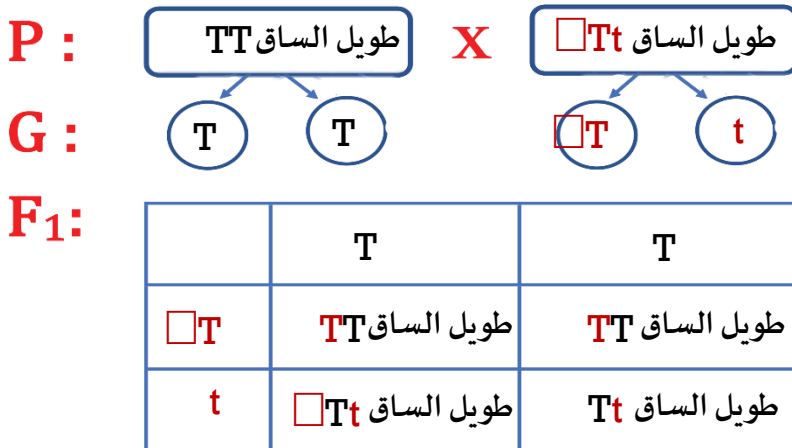 P : طويل الساق TT X طويل الساق □Tt
G : T T □T t
F₁:
T T
□T طويل الساق TT طويل الساق TT
t طويل الساق □Tt طويل الساق Tt